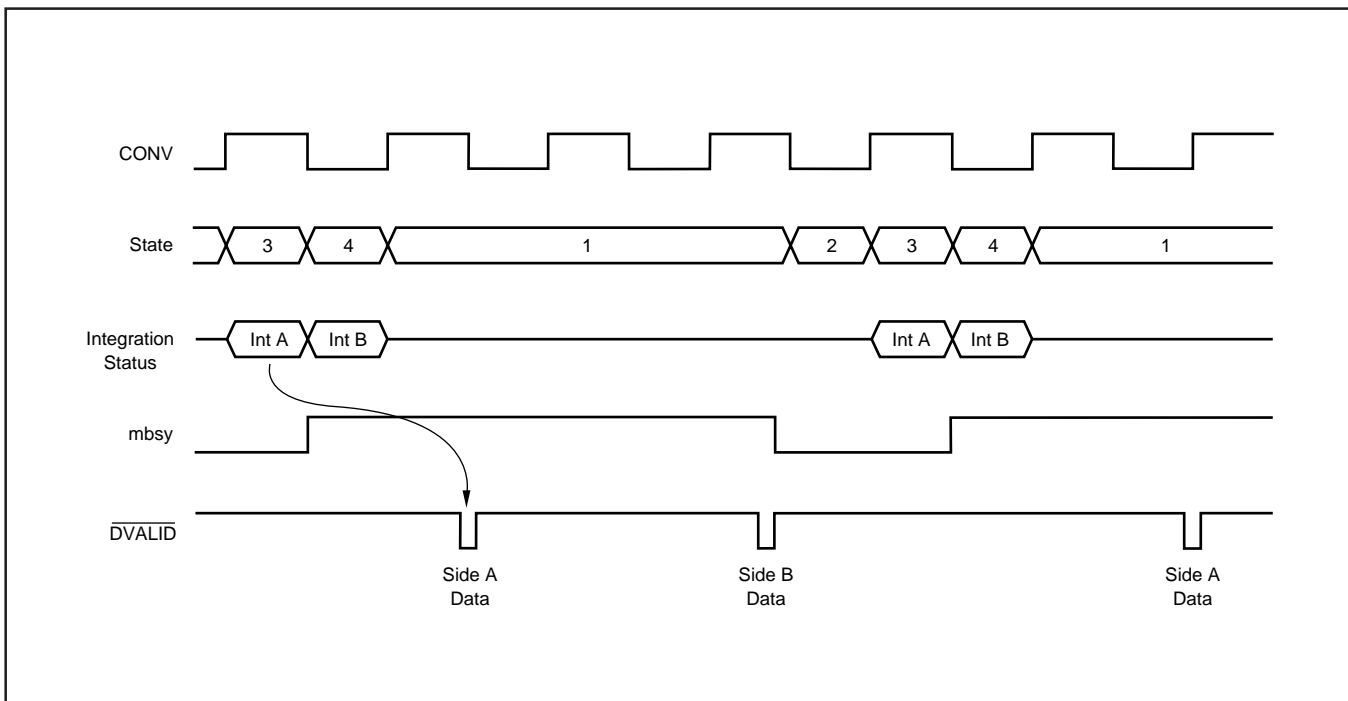 CONV
State
3 4 1 2 3 4 1
Integration
Status
Int A Int B Int A Int B
mbsy
DVALID
Side A
Data
Side B
Data
Side A
Data